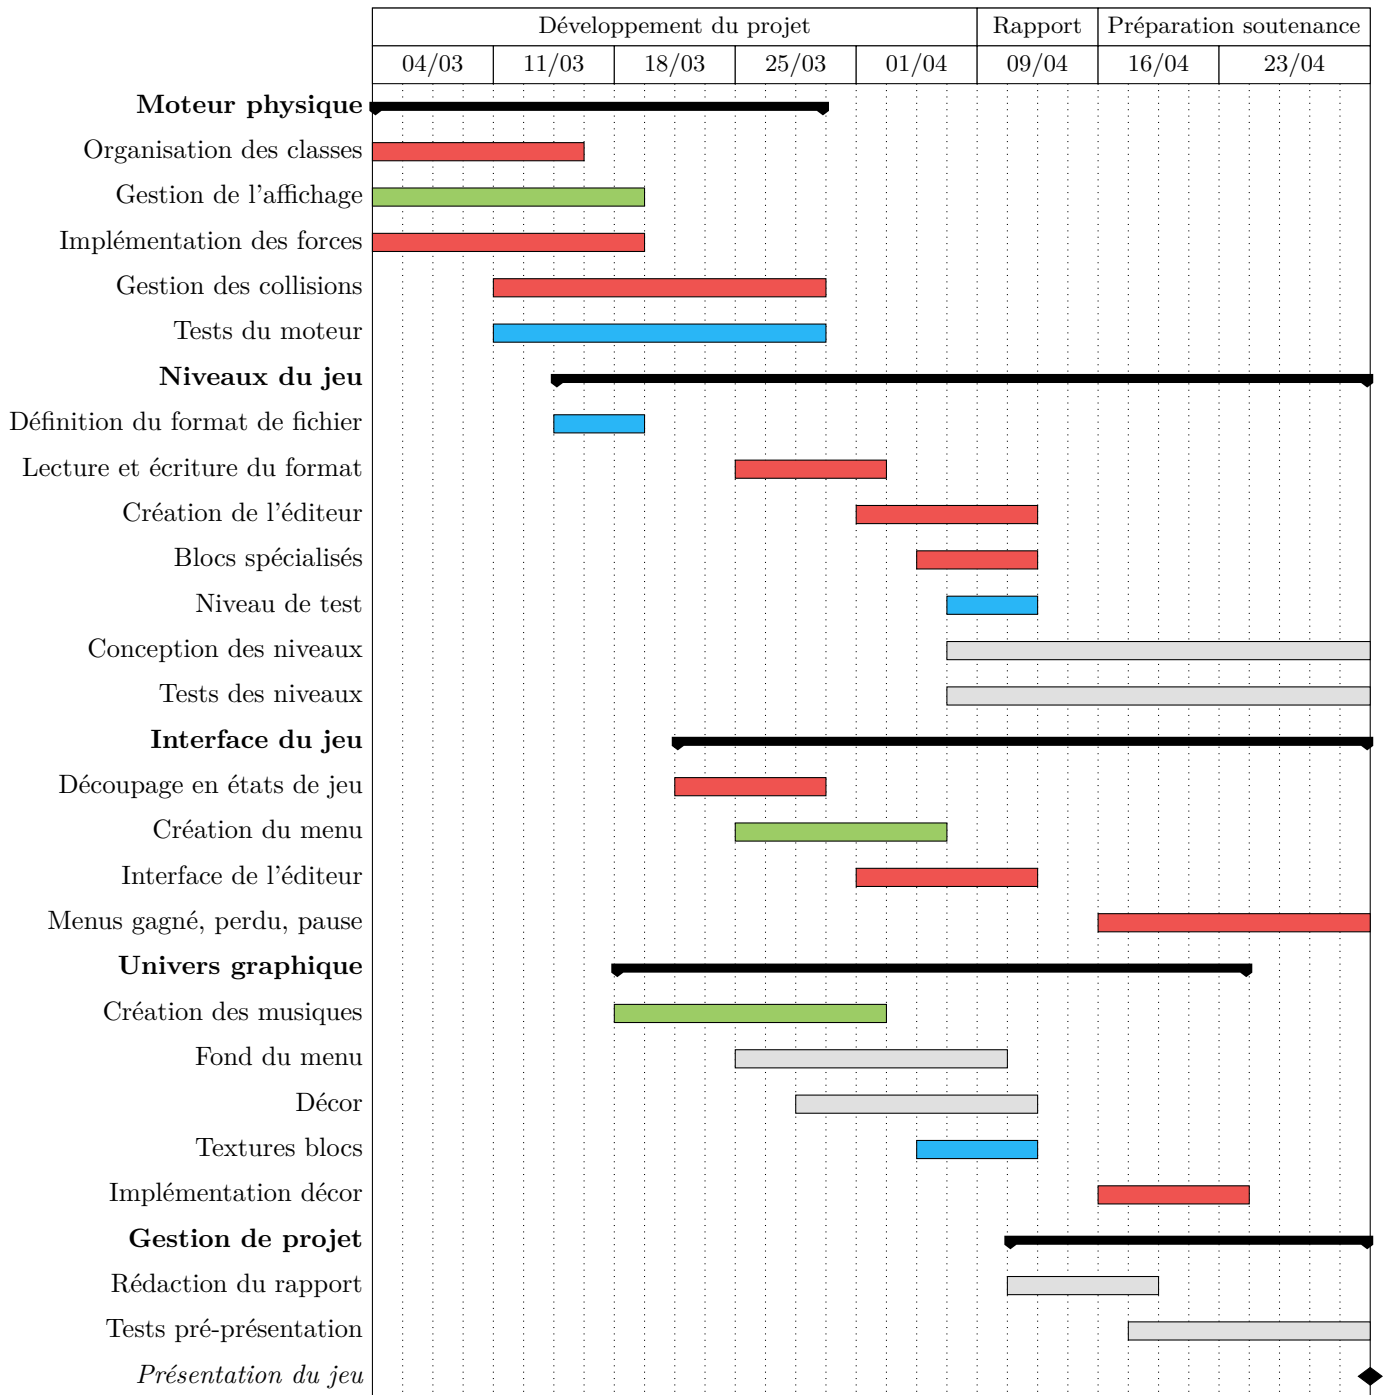 Développement du projet Rapport Préparation soutenance
04/03 11/03 18/03 25/03 01/04 09/04 16/04 23/04
Moteur physique
Organisation des classes
Gestion de l'affichage
Implémentation des forces
Gestion des collisions
Tests du moteur
Niveaux du jeu
Définition du format de fichier
Lecture et écriture du format
Création de l'éditeur
Blocs spécialisés
Niveau de test
Conception des niveaux
Tests des niveaux
Interface du jeu
Découpage en états de jeu
Création du menu
Interface de l'éditeur
Menus gagné, perdu, pause
Univers graphique
Création des musiques
Fond du menu
Décor
Textures blocs
Implémentation décor
Gestion de projet
Rédaction du rapport
Tests pré-présentation
Présentation du jeu